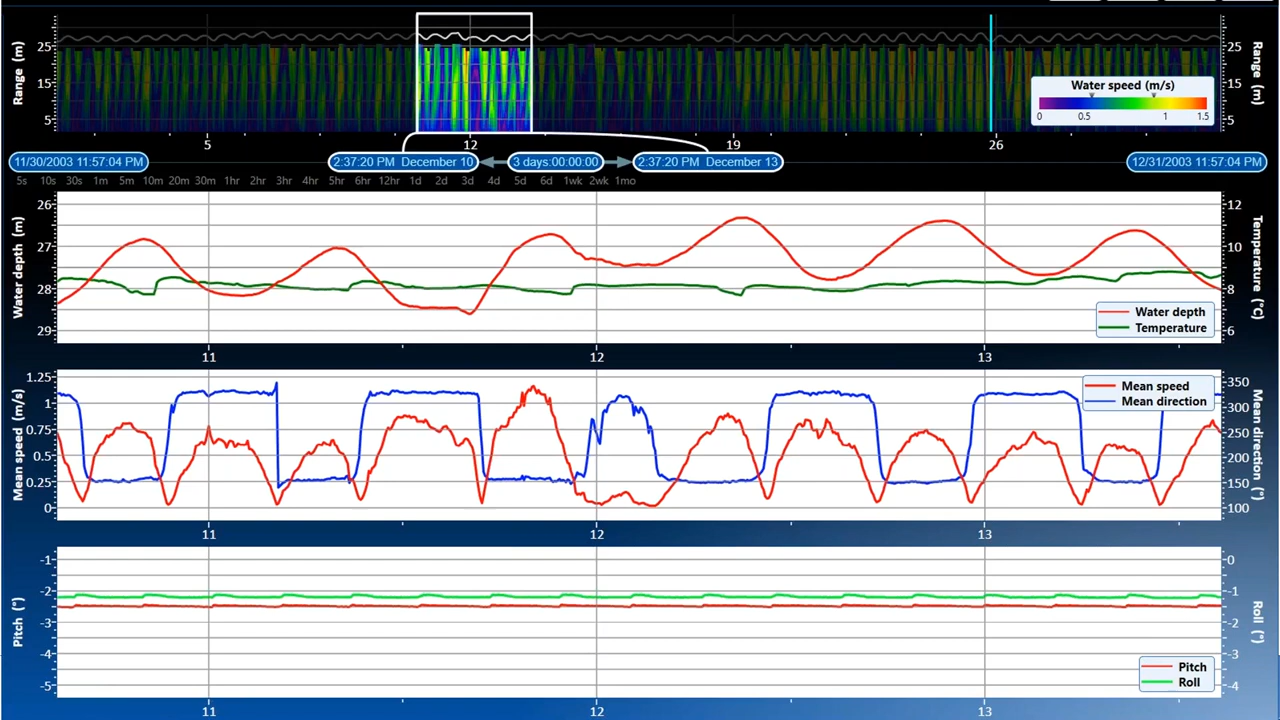 25
15
5
Range (m)
25
15
5
Range (m)
Water speed (m/s)
0 0.5 1 1.5
5 12 19 26
11/30/2003 11:57:04 PM 2:37:20 PM December 10 3 days:00:00:00 2:37:20 PM December 13 12/31/2003 11:57:04 PM
5s 10s 30s 1m 5m 10m 20m 30m 1hr 2hr 3hr 4hr 5hr 6hr 12hr 1d 2d 3d 4d 5d 6d 1wk 2wk 1mo
Water depth (m)
26
27
28
29
12
10
8
6
Temperature (°C)
Water depth
Temperature
11 12 13
Mean speed (m/s)
1.25
1
0.75
0.5
0.25
0
350
300
250
200
150
100
Mean direction (°)
Mean speed
Mean direction
11 12 13
Pitch (°)
-1
-2
-3
-4
-5
0
-1
-2
-3
-4
Roll (°)
Pitch
Roll
11 12 13